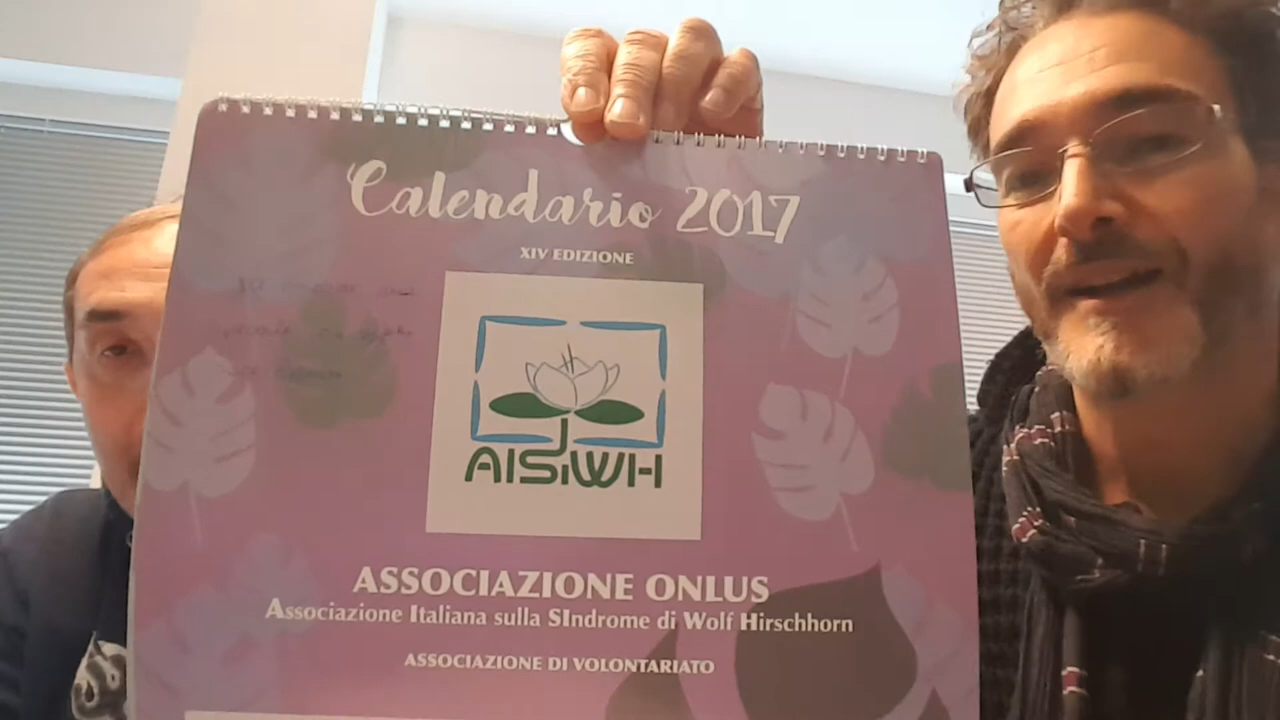 Calendario 2017
XIV EDIZIONE
AISiWH
ASSOCIAZIONE ONLUS
Associazione Italiana sulla SIndrome di Wolf Hirschhorn
ASSOCIAZIONE DI VOLONTARIATO